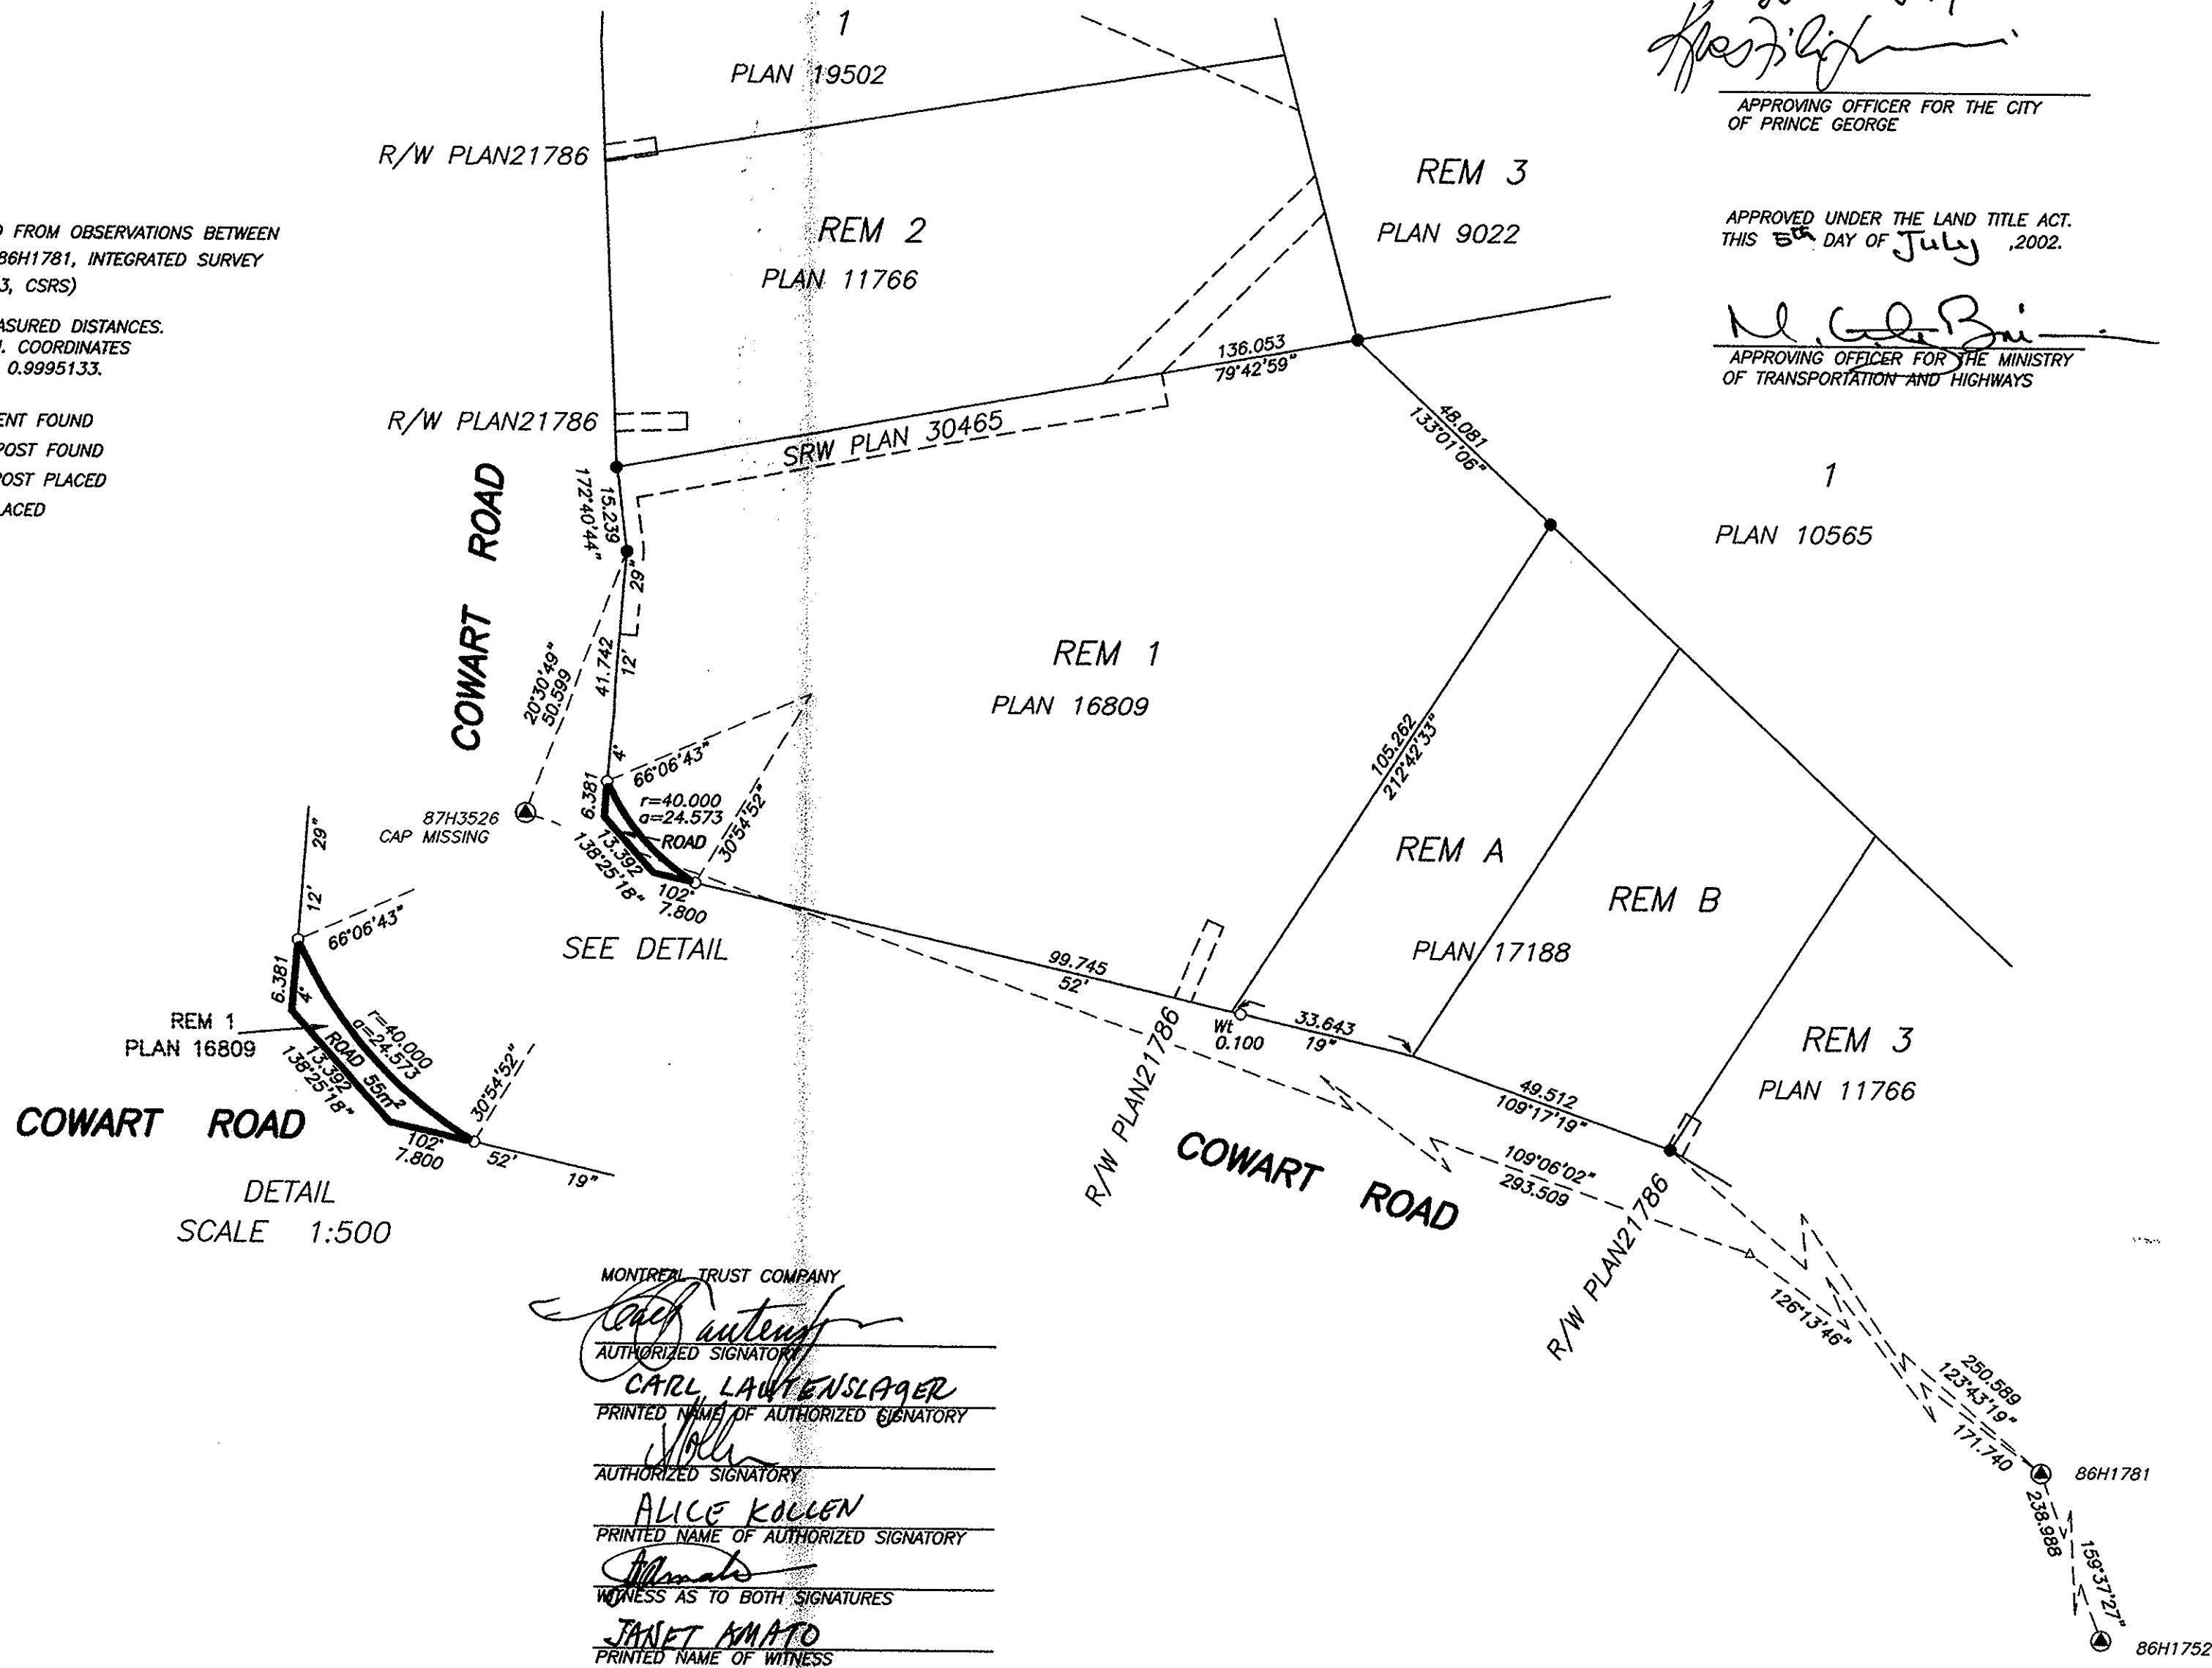 1
PLAN 19502
APPROVING OFFICER FOR THE CITY
OF PRINCE GEORGE
R/W PLAN21786
REM 3
PLAN 9022
REM 2
PLAN 11766
APPROVED UNDER THE LAND TITLE ACT.
THIS 5th DAY OF July ,2002.
FROM OBSERVATIONS BETWEEN
86H1781, INTEGRATED SURVEY
3, CSRS)
ASURED DISTANCES.
COORDINATES
0.9995133.
APPROVING OFFICER FOR THE MINISTRY
OF TRANSPORTATION AND HIGHWAYS
136.053
79°42'59"
ENT FOUND
POST FOUND
POST PLACED
LACED
R/W PLAN21786
SRW PLAN 30465
48.081
133°01'06"
1
PLAN 10565
15.239
172°40'44"
COWART ROAD
29"
12'
4°
41.742
20°30'49"
50.599
REM 1
PLAN 16809
105.262
212°42'33"
66°06'43"
6.381
r=40.000
a=24.573
ROAD
30°54'52"
13.392
138°25'18"
102°
7.800
87H3526
CAP MISSING
SEE DETAIL
REM A
REM B
PLAN 17188
99.745
52'
Wt
0.100
33.643
19"
49.512
109°17'19"
REM 3
PLAN 11766
R/W PLAN21786
COWART ROAD
109°06'02"
293.509
R/W PLAN21786
126°13'46"
250.589
123°43'19"
171.740
86H1781
238.988
159°37'27"
86H1752
29"
12'
66°06'43"
6.381
4°
REM 1
PLAN 16809
r=40.000
a=24.573
ROAD 55m²
13.392
138°25'18"
30°54'52"
COWART ROAD
102°
7.800
52'
19"
DETAIL
SCALE 1:500
MONTREAL TRUST COMPANY
AUTHORIZED SIGNATORY
CARL LAUTENSLAGER
PRINTED NAME OF AUTHORIZED SIGNATORY
AUTHORIZED SIGNATORY
ALICE KOLLEN
PRINTED NAME OF AUTHORIZED SIGNATORY
WITNESS AS TO BOTH SIGNATURES
JANET AMATO
PRINTED NAME OF WITNESS